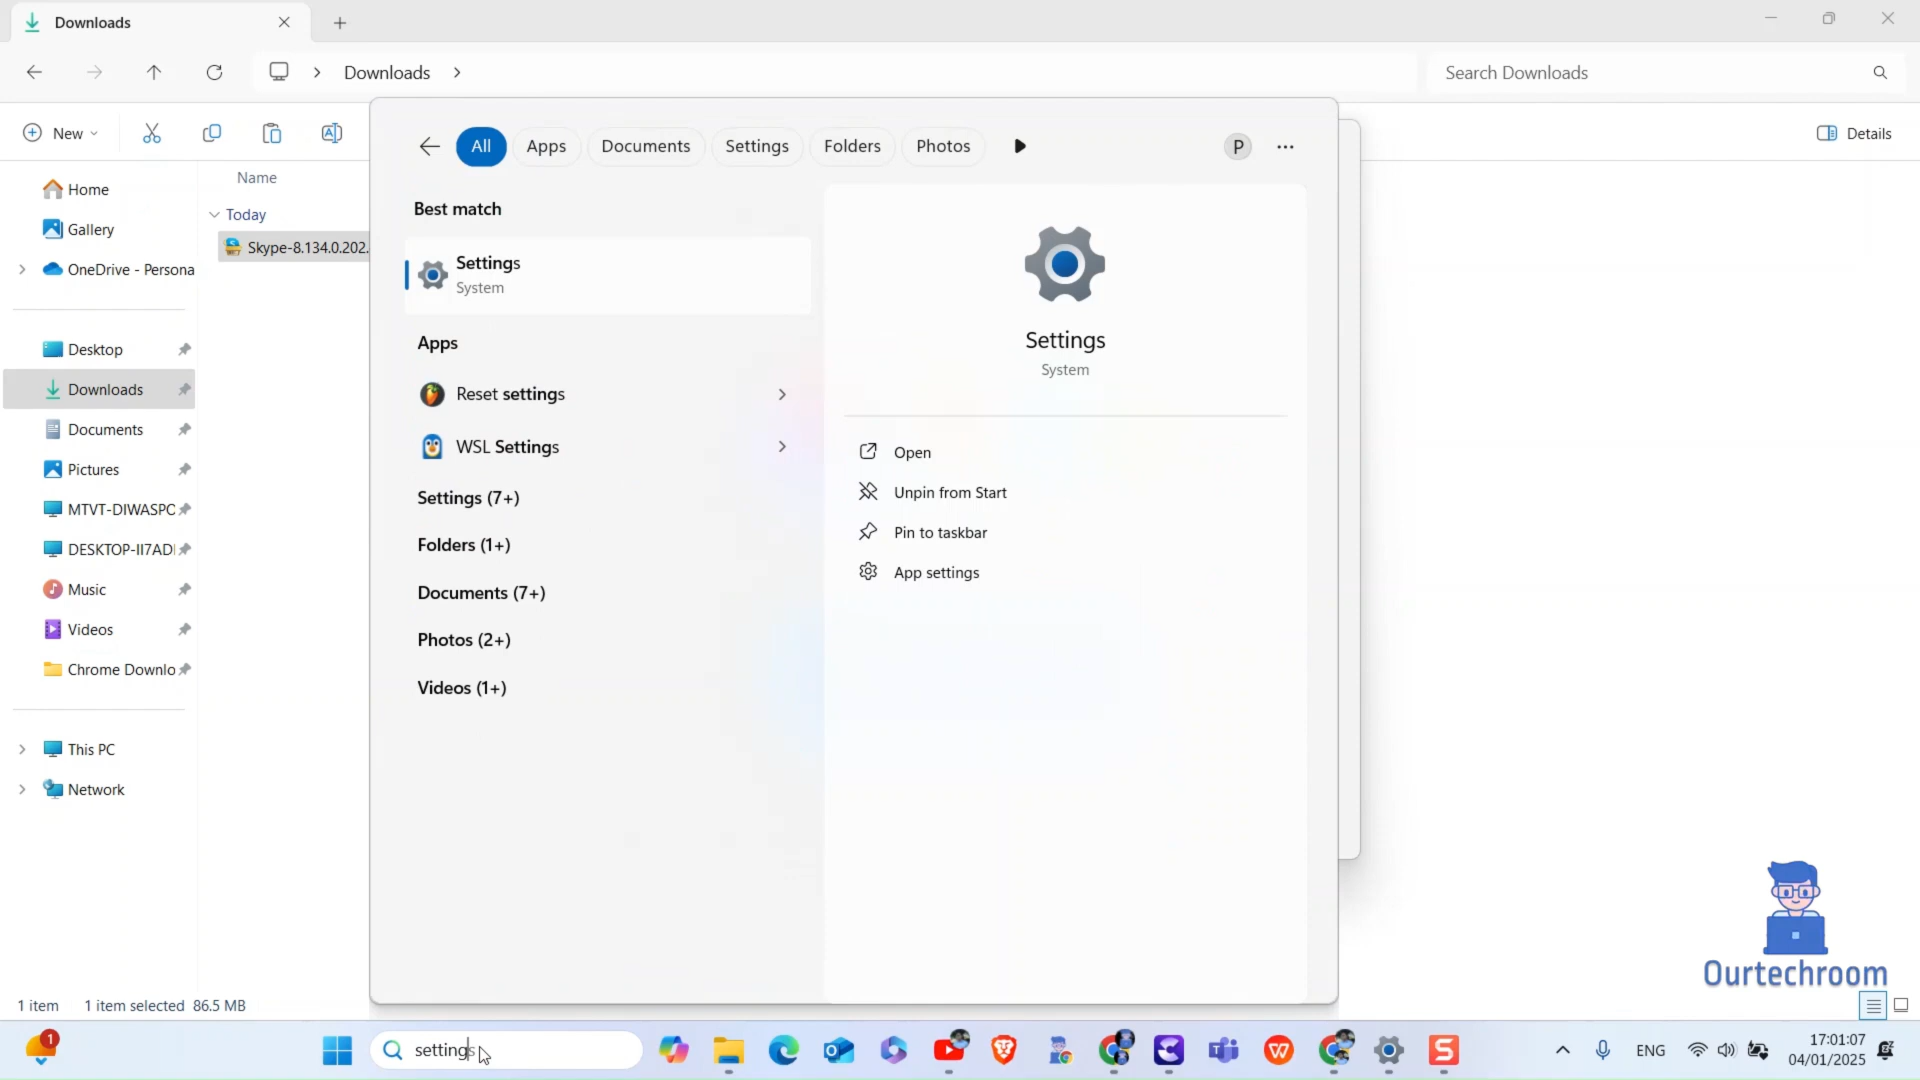 Downloads
Downloads
Search Downloads
New
Details
Home
Gallery
OneDrive - Persona
Desktop
Downloads
Documents
Pictures
MTVT-DIWASPC
DESKTOP-II7AD
Music
Videos
Chrome Downlo
This PC
Network
Name
Today
Skype-8.134.0.202.
All
Apps
Documents
Settings
Folders
Photos
P
Best match
Settings
System
Apps
Reset settings
WSL Settings
Settings (7+)
Folders (1+)
Documents (7+)
Photos (2+)
Videos (1+)
Settings
System
Open
Unpin from Start
Pin to taskbar
App settings
Ourtechroom
1 item
1 item selected 86.5 MB
1
settings
ENG
17:01:07
04/01/2025